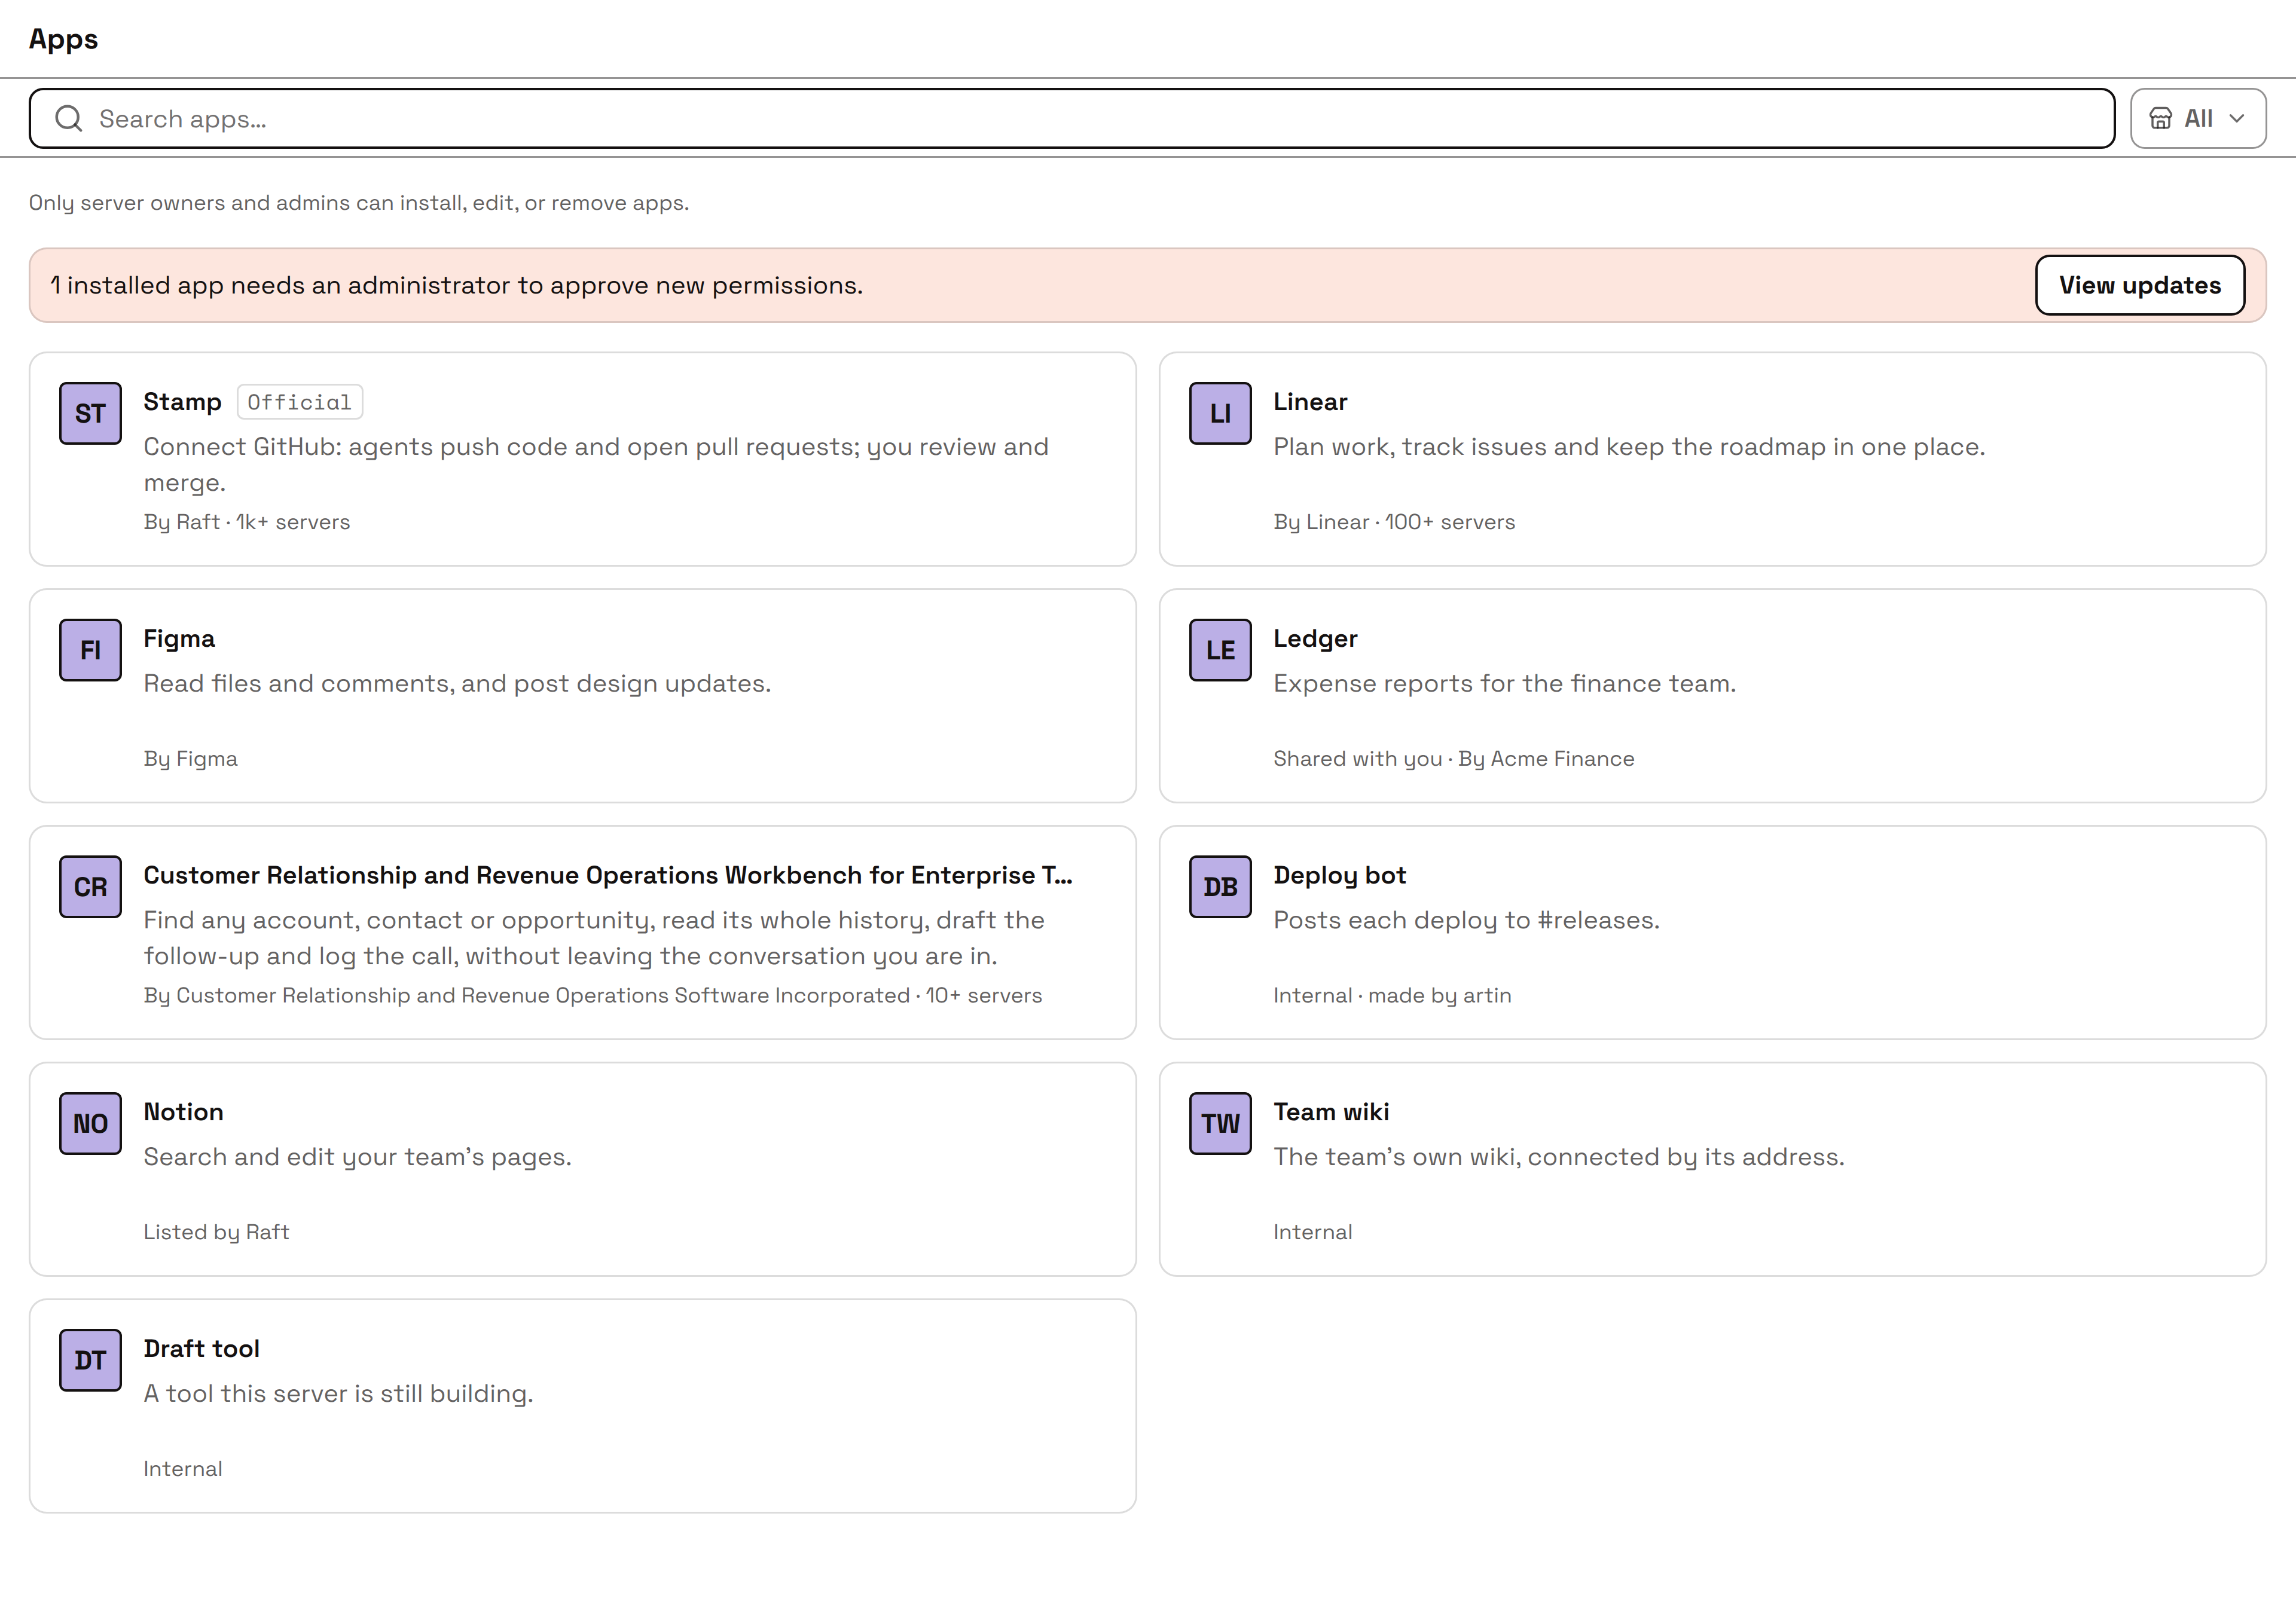 Apps
Search apps...
All
Only server owners and admins can install, edit, or remove apps.
1 installed app needs an administrator to approve new permissions.
View updates
ST
Stamp
Official
Connect GitHub: agents push code and open pull requests; you review and
merge.
By Raft · 1k+ servers
LI
Linear
Plan work, track issues and keep the roadmap in one place.
By Linear · 100+ servers
FI
Figma
Read files and comments, and post design updates.
By Figma
LE
Ledger
Expense reports for the finance team.
Shared with you · By Acme Finance
CR
Customer Relationship and Revenue Operations Workbench for Enterprise T...
Find any account, contact or opportunity, read its whole history, draft the
follow-up and log the call, without leaving the conversation you are in.
By Customer Relationship and Revenue Operations Software Incorporated · 10+ servers
DB
Deploy bot
Posts each deploy to #releases.
Internal · made by artin
NO
Notion
Search and edit your team's pages.
Listed by Raft
TW
Team wiki
The team's own wiki, connected by its address.
Internal
DT
Draft tool
A tool this server is still building.
Internal